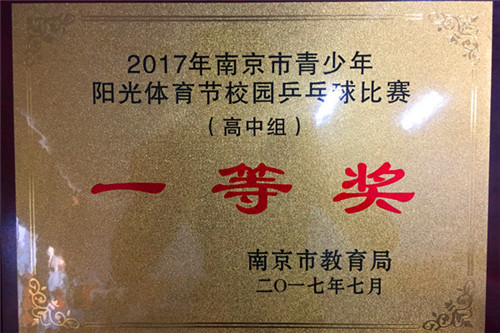 2017年南京市青少年
阳光体育节校园乒乓球比赛
（高中组）
一等奖
南京市教育局
二〇一七年七月